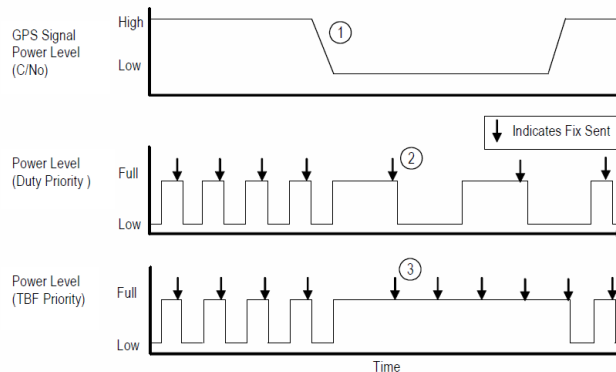 GPS Signal
Power Level
(C/No)
High
Low
1
Indicates Fix Sent
Power Level
(Duty Priority )
Full
Low
2
Power Level
(TBF Priority)
Full
Low
3
Time